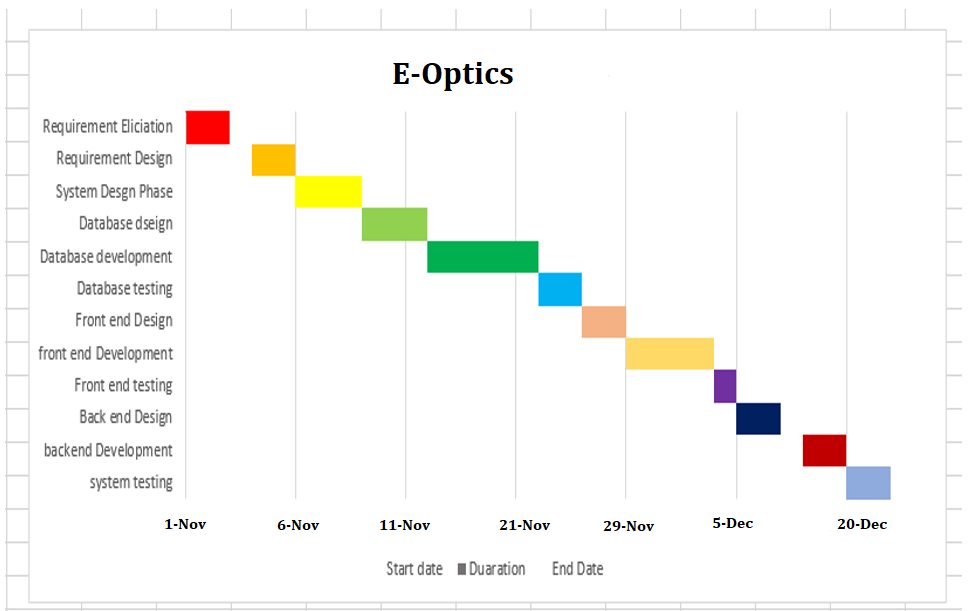 E-Optics
Requirement Eliciation
Requirement Design
System Desgn Phase
Database dseign
Database development
Database testing
Front end Design
front end Development
Front end testing
Back end Design
backend Development
system testing
1-Nov 6-Nov 11-Nov 21-Nov 29-Nov 5-Dec 20-Dec
Start date Duaration End Date